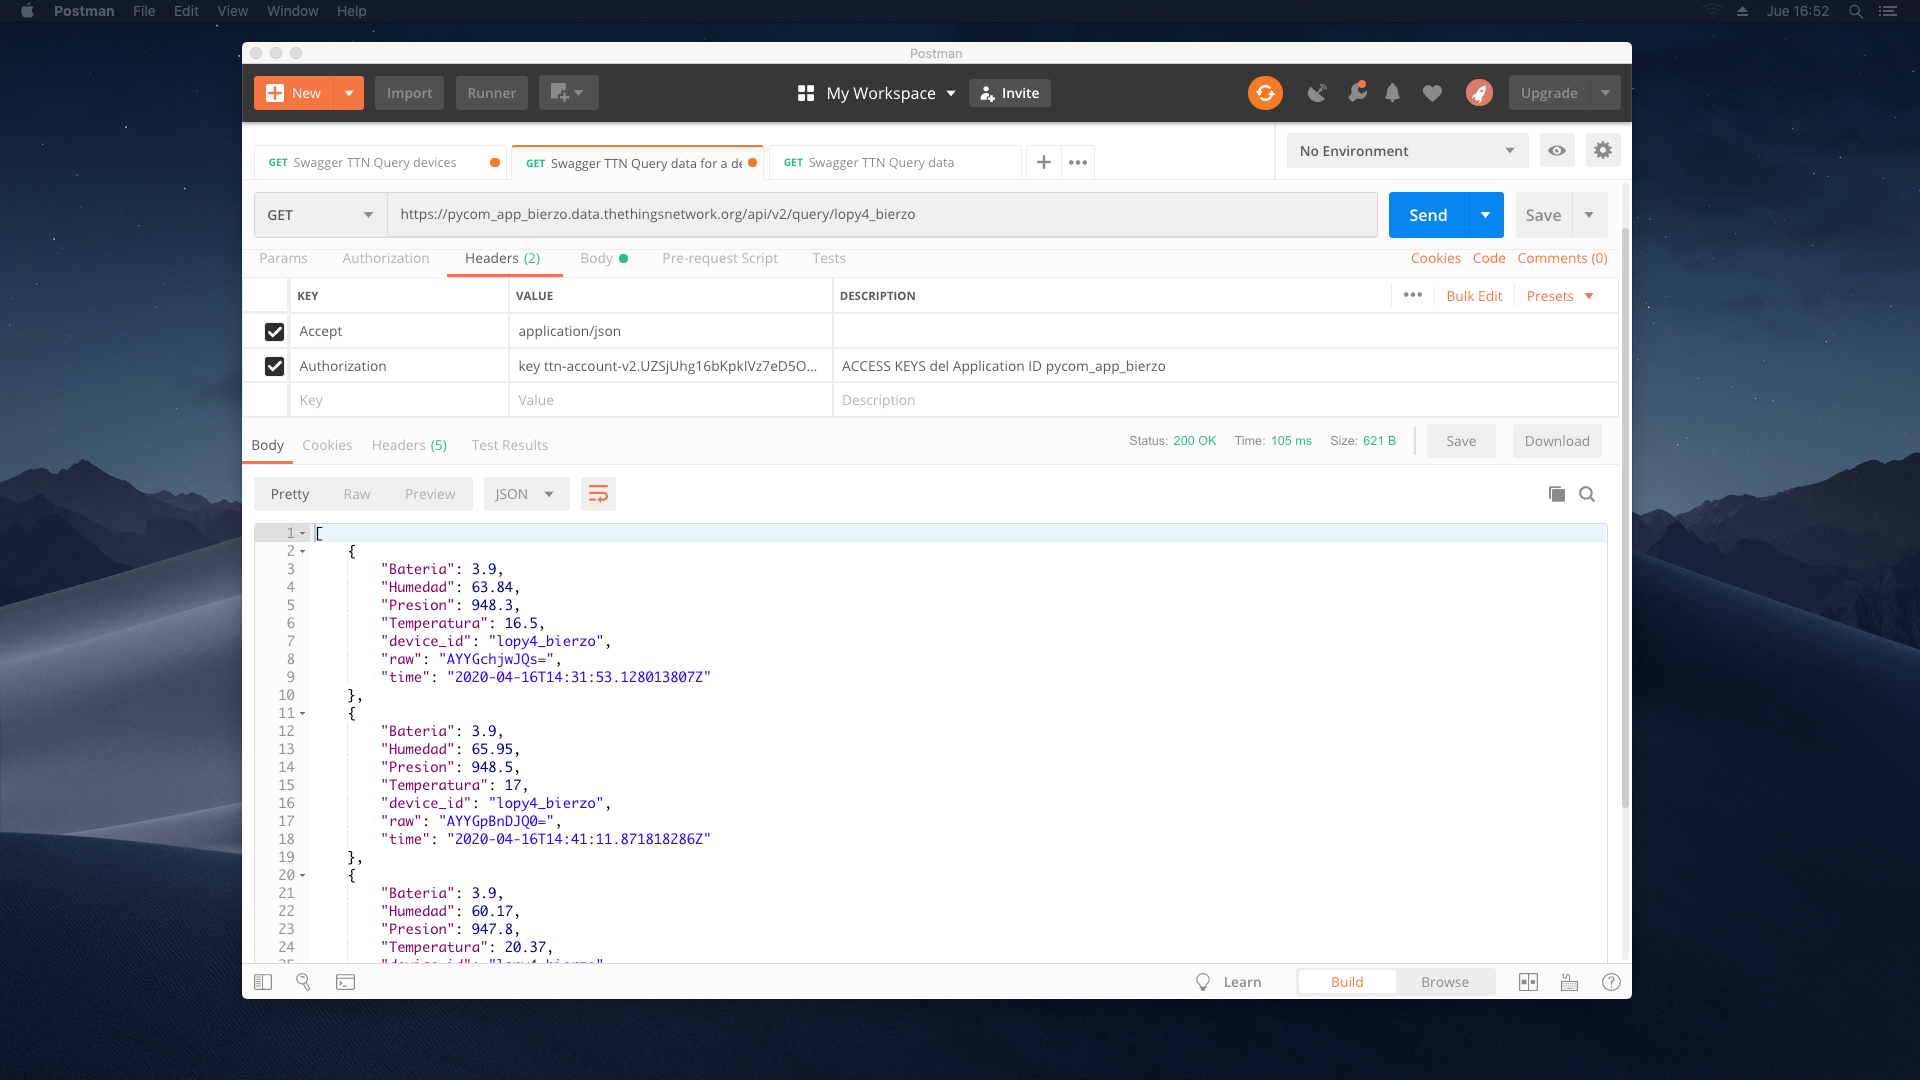 Postman File Edit View Window Help Jue 16:52
Postman
New Import Runner My Workspace Invite Upgrade
GET Swagger TTN Query devices GET Swagger TTN Query data for a de GET Swagger TTN Query data ••• No Environment
GET https://pycom_app_bierzo.data.thethingsnetwork.org/api/v2/query/lopy4_bierzo Send Save
Params Authorization Headers (2) Body Pre-request Script Tests Cookies Code Comments (0)
KEY VALUE DESCRIPTION ••• Bulk Edit Presets
Accept application/json
Authorization key ttn-account-v2.UZSjUhg16bKpkIVz7eD5O... ACCESS KEYS del Application ID pycom_app_bierzo
Key Value Description
Body Cookies Headers (5) Test Results Status: 200 OK Time: 105 ms Size: 621 B Save Download
Pretty Raw Preview JSON
1 [
2 {
3 "Bateria": 3.9,
4 "Humedad": 63.84,
5 "Presion": 948.3,
6 "Temperatura": 16.5,
7 "device_id": "lopy4_bierzo",
8 "raw": "AYYGchjwJQs=",
9 "time": "2020-04-16T14:31:53.128013807Z"
10 },
11 {
12 "Bateria": 3.9,
13 "Humedad": 65.95,
14 "Presion": 948.5,
15 "Temperatura": 17,
16 "device_id": "lopy4_bierzo",
17 "raw": "AYYGpBnDJQ0=",
18 "time": "2020-04-16T14:41:11.871818286Z"
19 },
20 {
21 "Bateria": 3.9,
22 "Humedad": 60.17,
23 "Presion": 947.8,
24 "Temperatura": 20.37,
25 "device_id": "lopy4_bierzo",
Learn Build Browse